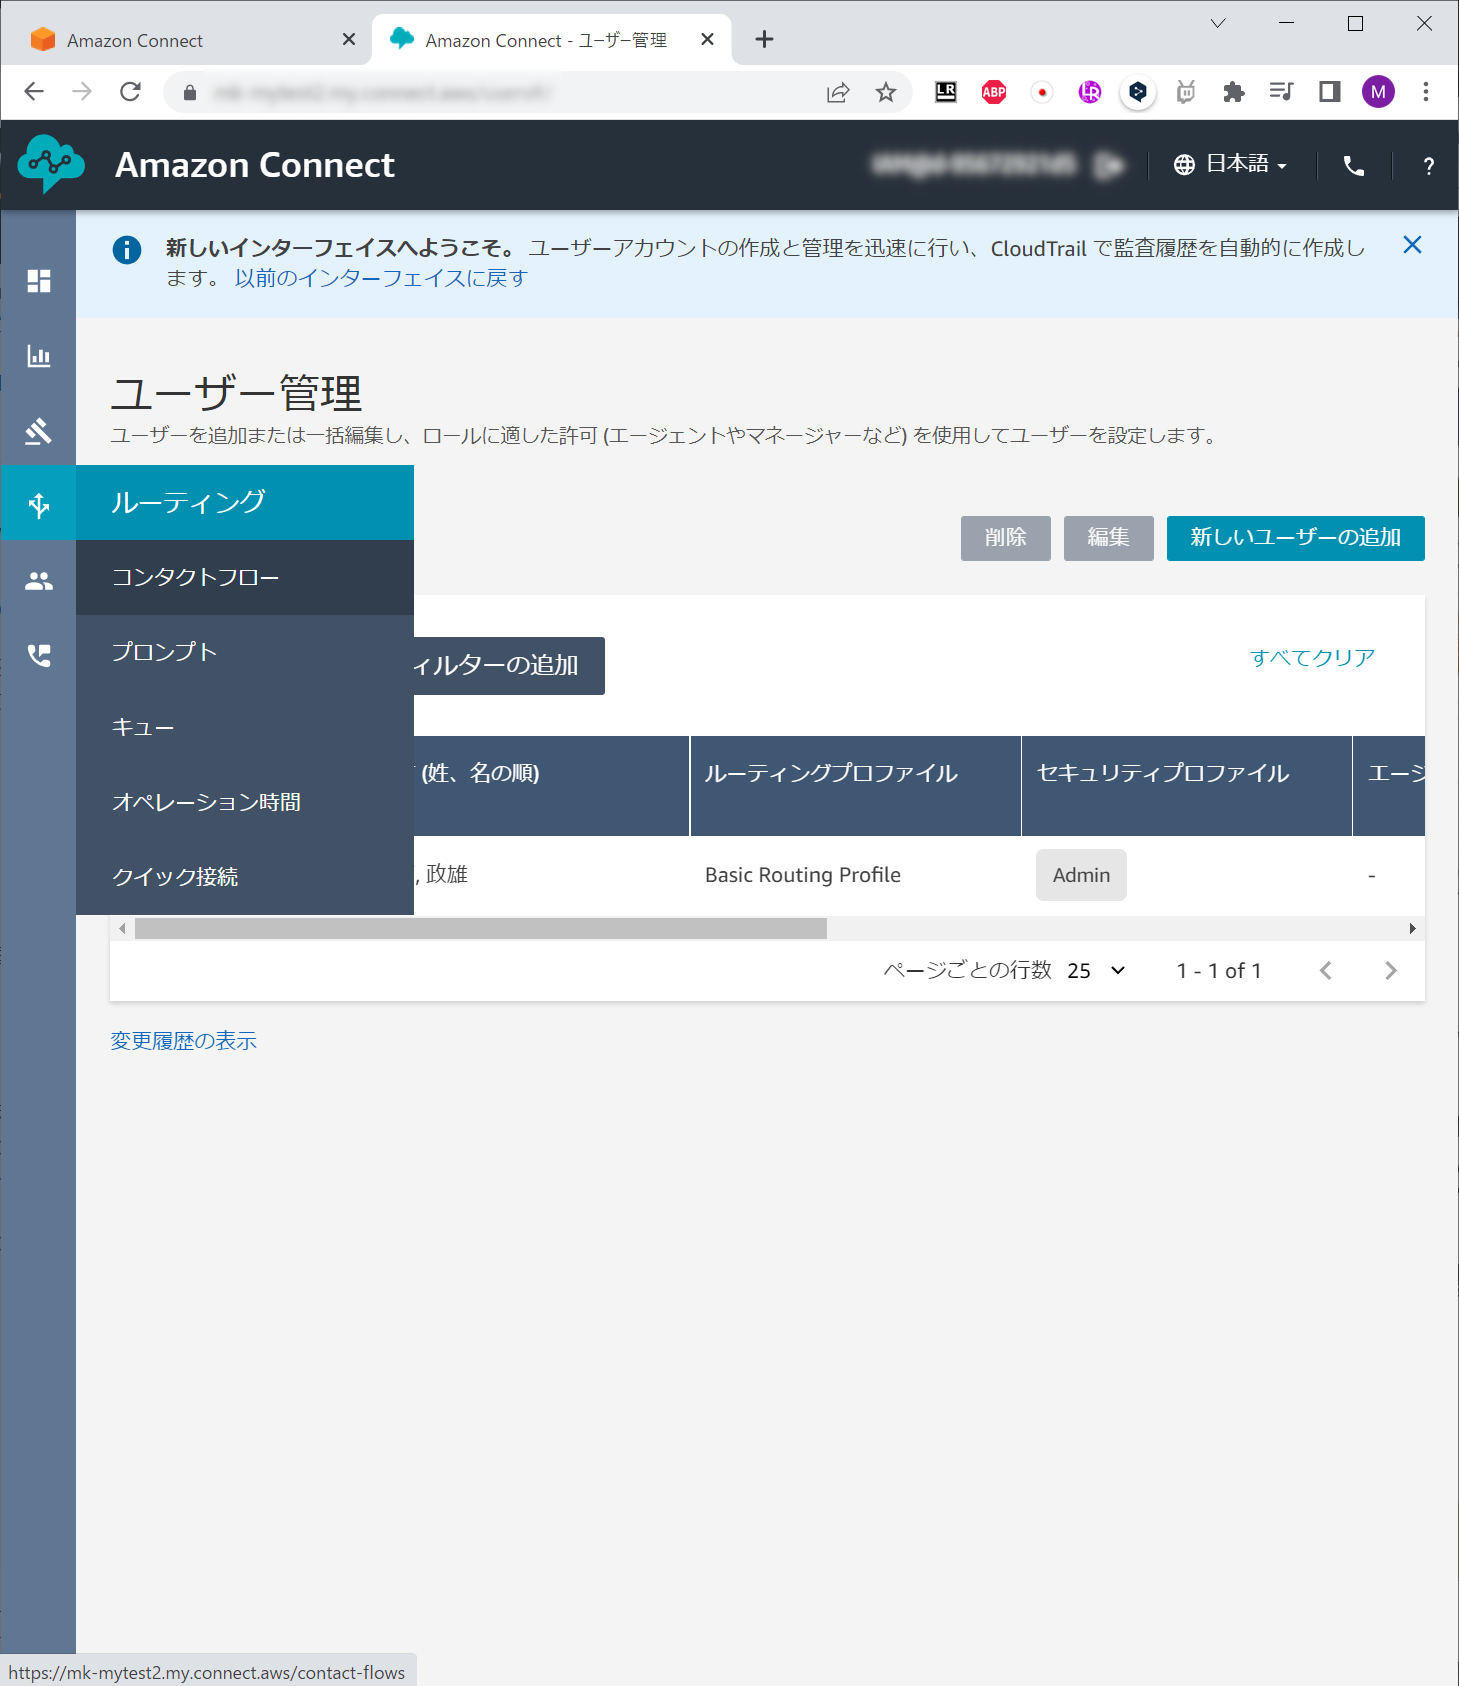 Amazon Connect
Amazon Connect - ユーザー管理
LR
ABP
LR
M
Amazon Connect
日本語
?
新しいインターフェイスへようこそ。 ユーザーアカウントの作成と管理を迅速に行い、CloudTrail で監査履歴を自動的に作成し
ます。 以前のインターフェイスに戻す
ユーザー管理
ユーザーを追加または一括編集し、ロールに適した許可 (エージェントやマネージャーなど) を使用してユーザーを設定します。
ルーティング
コンタクトフロー
プロンプト
キュー
オペレーション時間
クイック接続
削除
編集
新しいユーザーの追加
ィルターの追加
すべてクリア
(姓、名の順)
ルーティングプロファイル
セキュリティプロファイル
エージ
, 政雄
Basic Routing Profile
Admin
-
ページごとの行数 25
1 - 1 of 1
変更履歴の表示
https://mk-mytest2.my.connect.aws/contact-flows